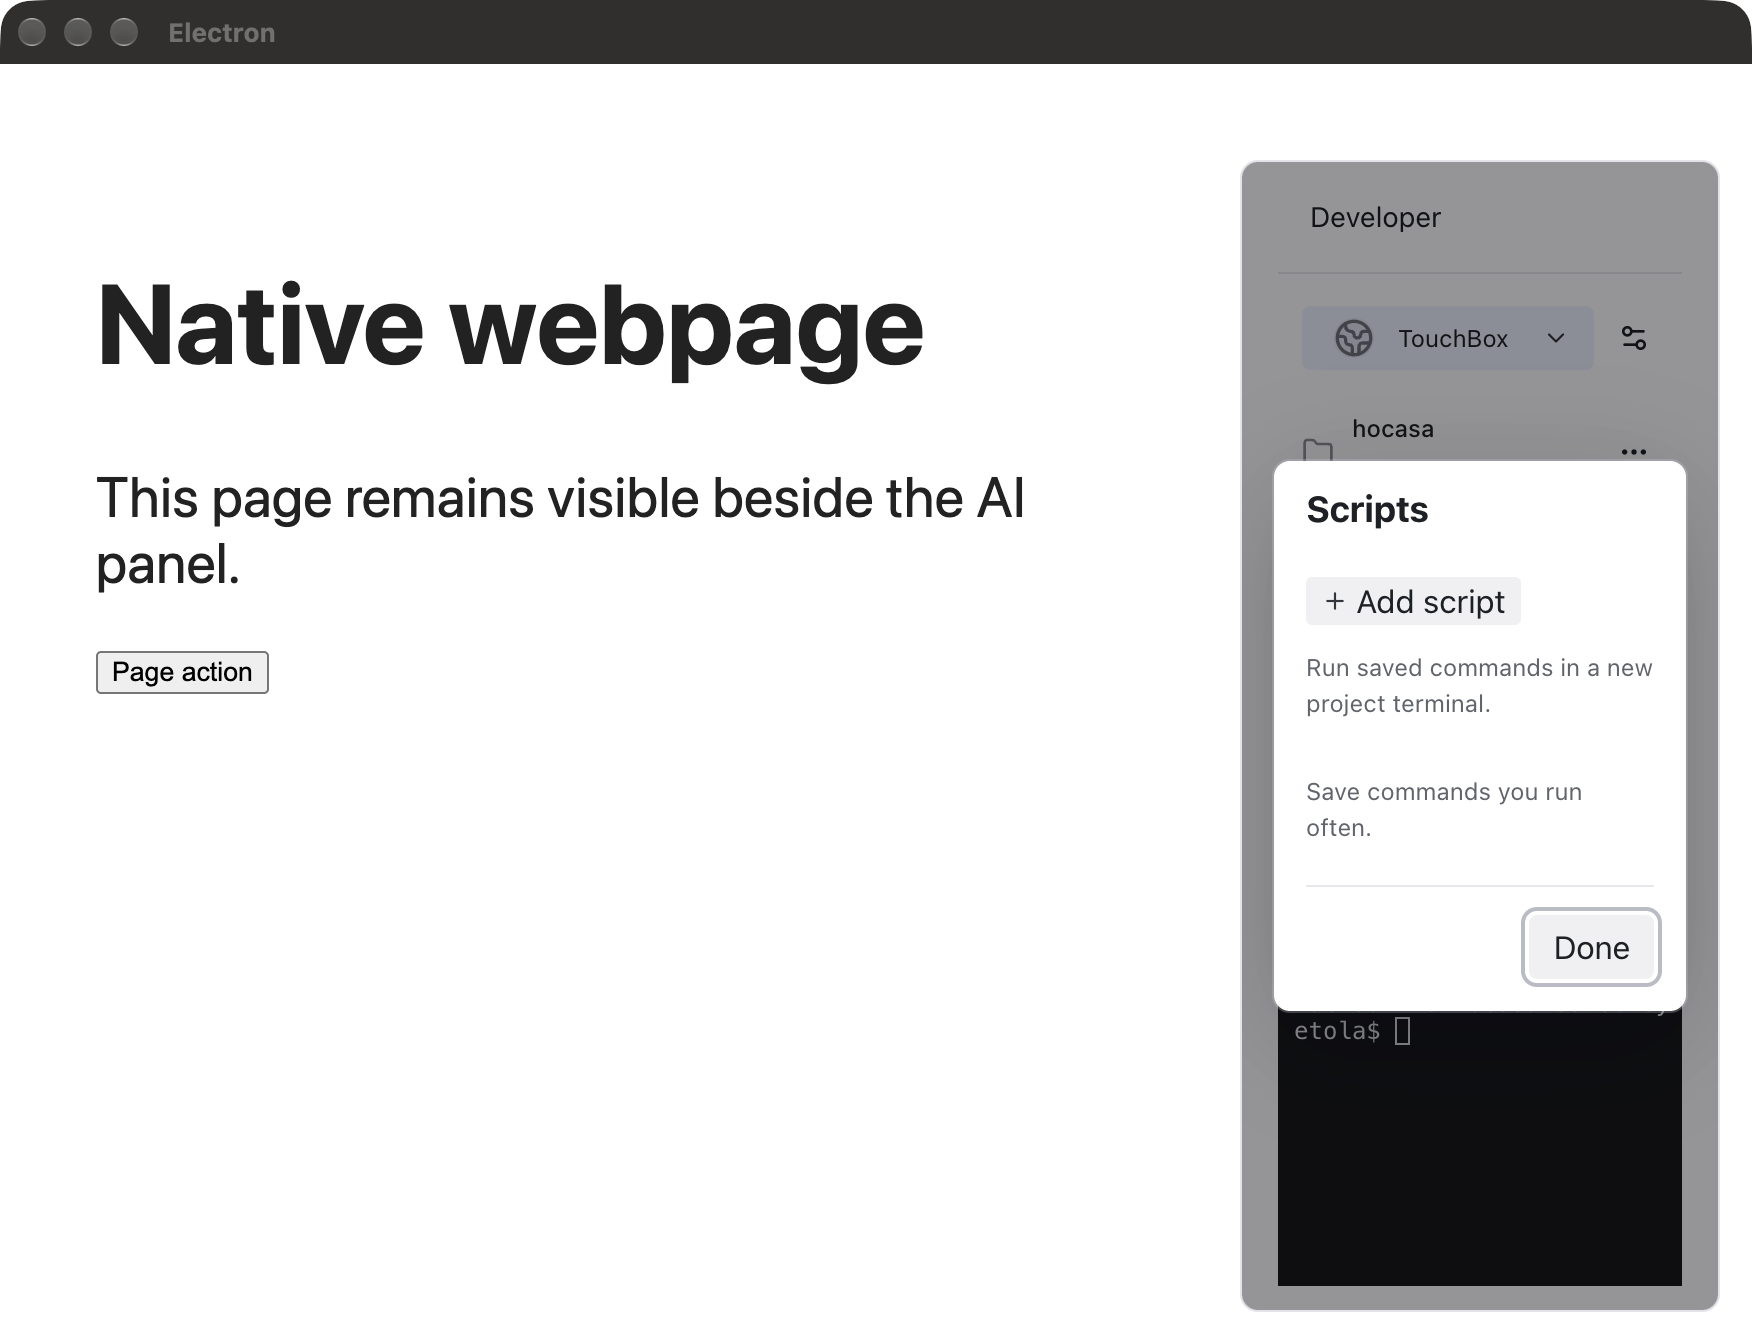 Electron
Native webpage
This page remains visible beside the AI
panel.
Page action
Developer
TouchBox
hocasa
Scripts
+ Add script
Run saved commands in a new
project terminal.
Save commands you run
often.
Done
etola$